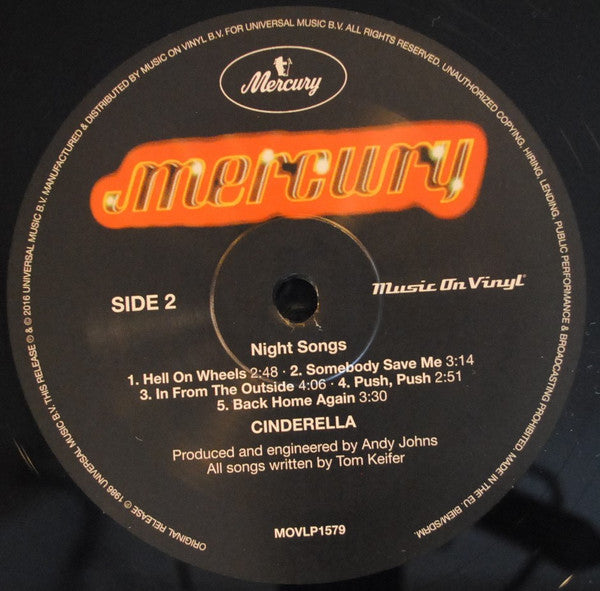 ORIGINAL RELEASE ℗ 1986 UNIVERSAL MUSIC B.V. THIS RELEASE ℗ & © 2016 UNIVERSAL MUSIC B.V. MANUFACTURED & DISTRIBUTED BY MUSIC ON VINYL B.V. FOR UNIVERSAL MUSIC B.V. ALL RIGHTS RESERVED. UNAUTHORIZED COPYING, HIRING, LENDING, PUBLIC PERFORMANCE & BROADCASTING PROHIBITED. MADE IN THE EU. BIEM/SDRM.
Mercury
mercury
Music On Vinyl
SIDE 2
Night Songs
1. Hell On Wheels 2:48 · 2. Somebody Save Me 3:14
3. In From The Outside 4:06 · 4. Push, Push 2:51
5. Back Home Again 3:30
CINDERELLA
Produced and engineered by Andy Johns
All songs written by Tom Keifer
MOVLP1579